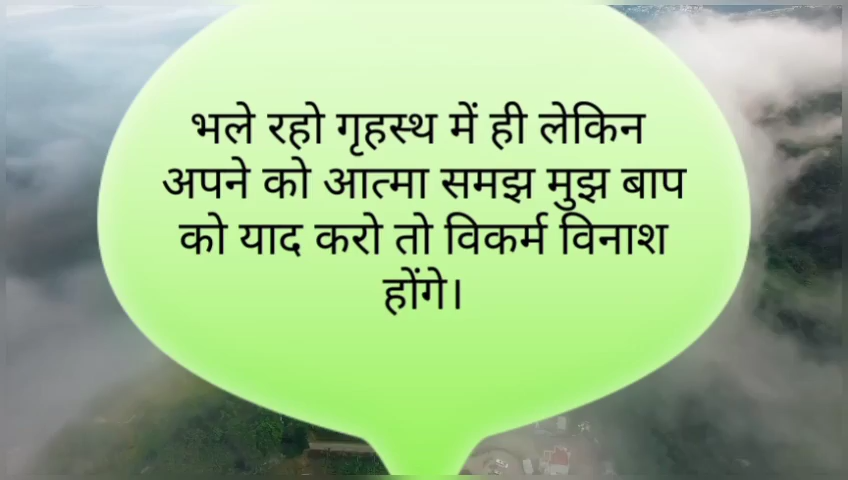 भले रहो गृहस्थ में ही लेकिन
अपने को आत्मा समझ मुझ बाप
को याद करो तो विकर्म विनाश
होंगे।